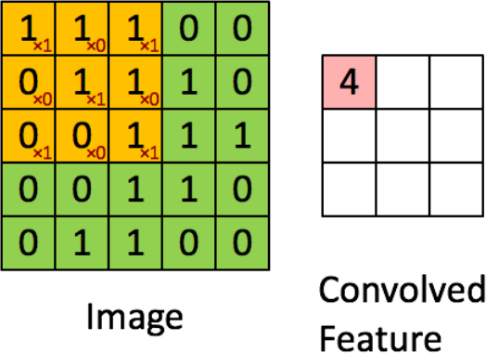 1×1 1×0 1×1 0 0
0×0 1×1 1×0 1 0
0×1 0×0 1×1 1 1
0 0 1 1 0
0 1 1 0 0
4
Image
Convolved
Feature